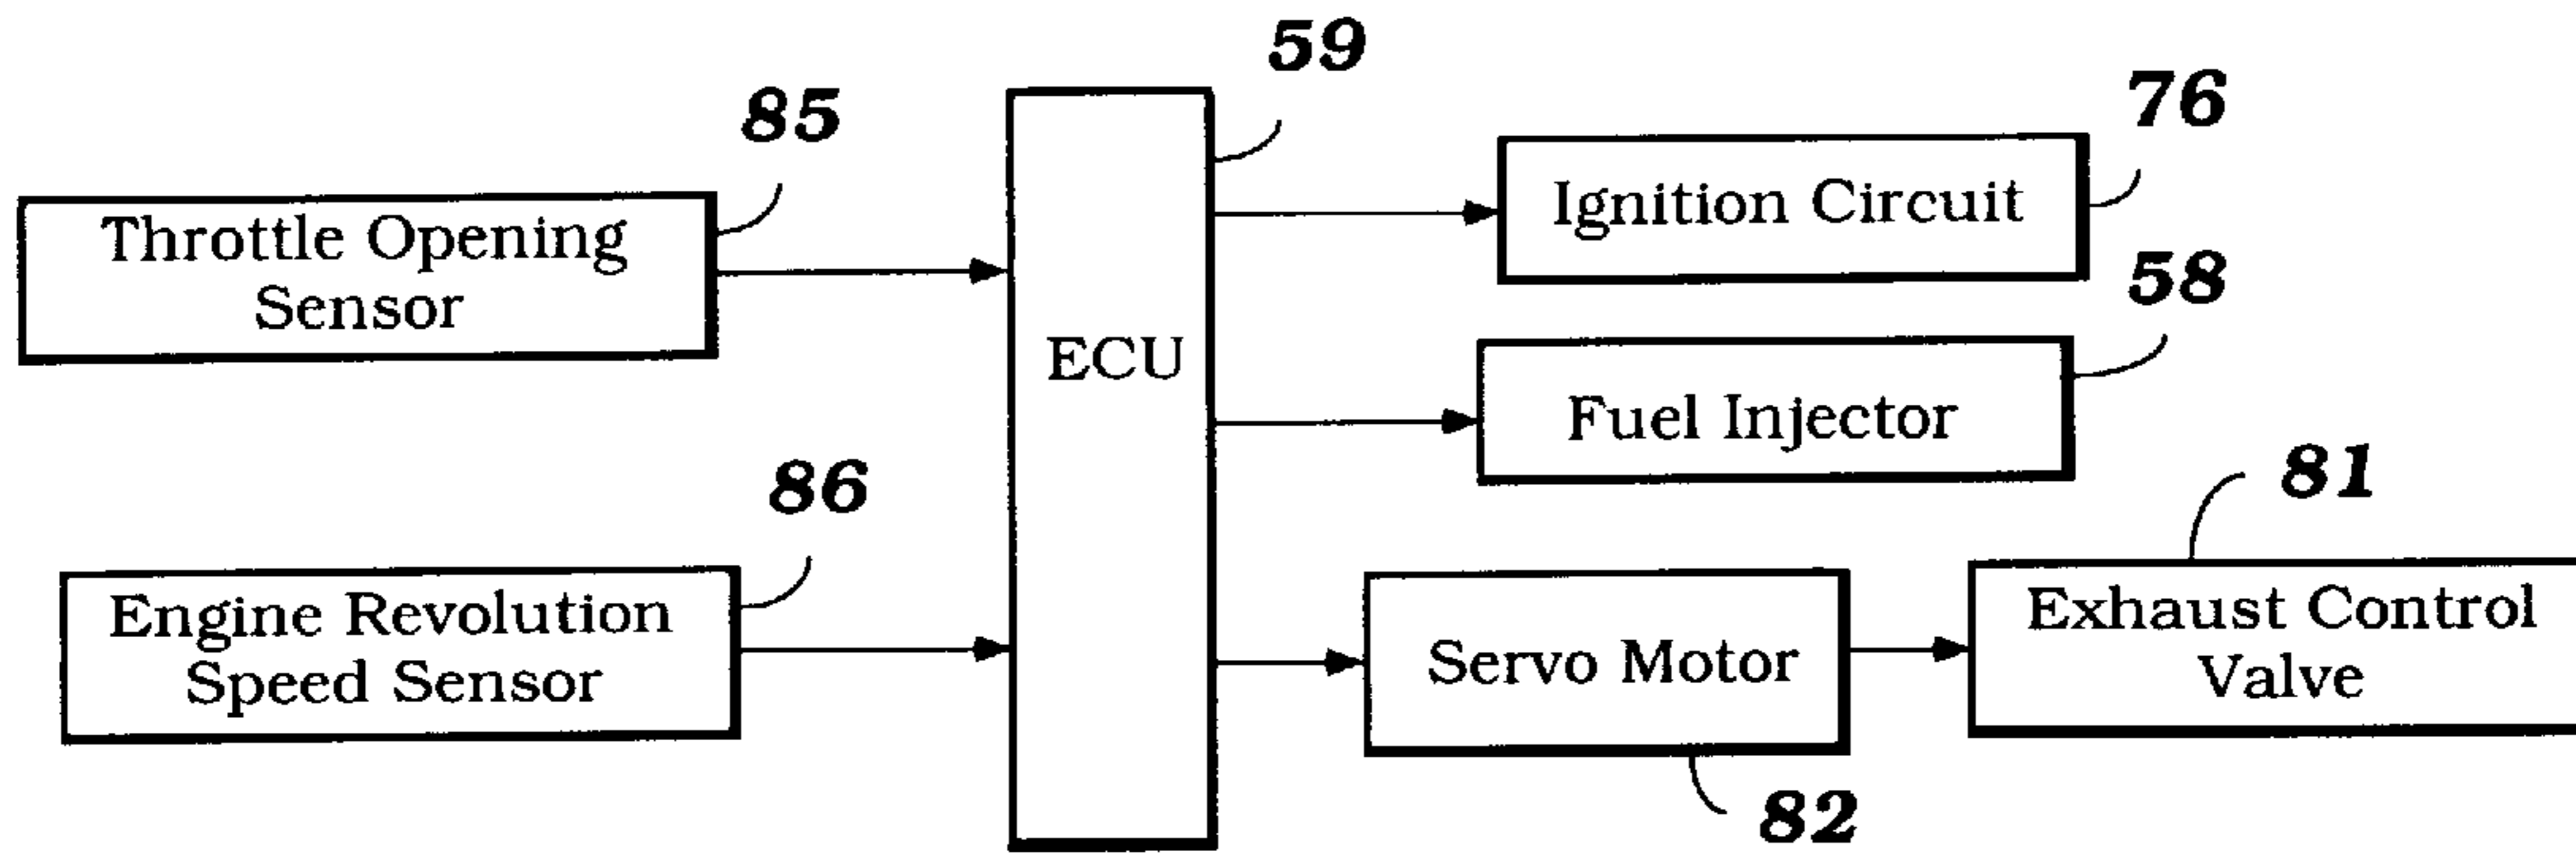 59
76
85
Ignition Circuit
Throttle Opening
Sensor
58
ECU
Fuel Injector
81
86
Engine Revolution
Speed Sensor
Servo Motor
Exhaust Control
Valve
82